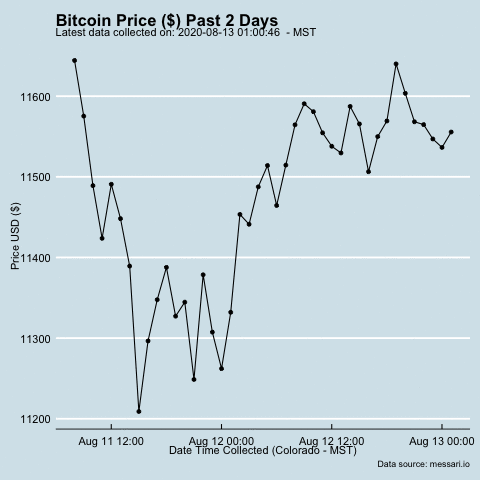 Bitcoin Price ($) Past 2 Days
Latest data collected on: 2020-08-13 01:00:46  - MST
11600
11500
11400
11300
11200
Price USD ($)
Aug 11 12:00 Aug 12 00:00 Aug 12 12:00 Aug 13 00:00
Date Time Collected (Colorado - MST)
Data source: messari.io